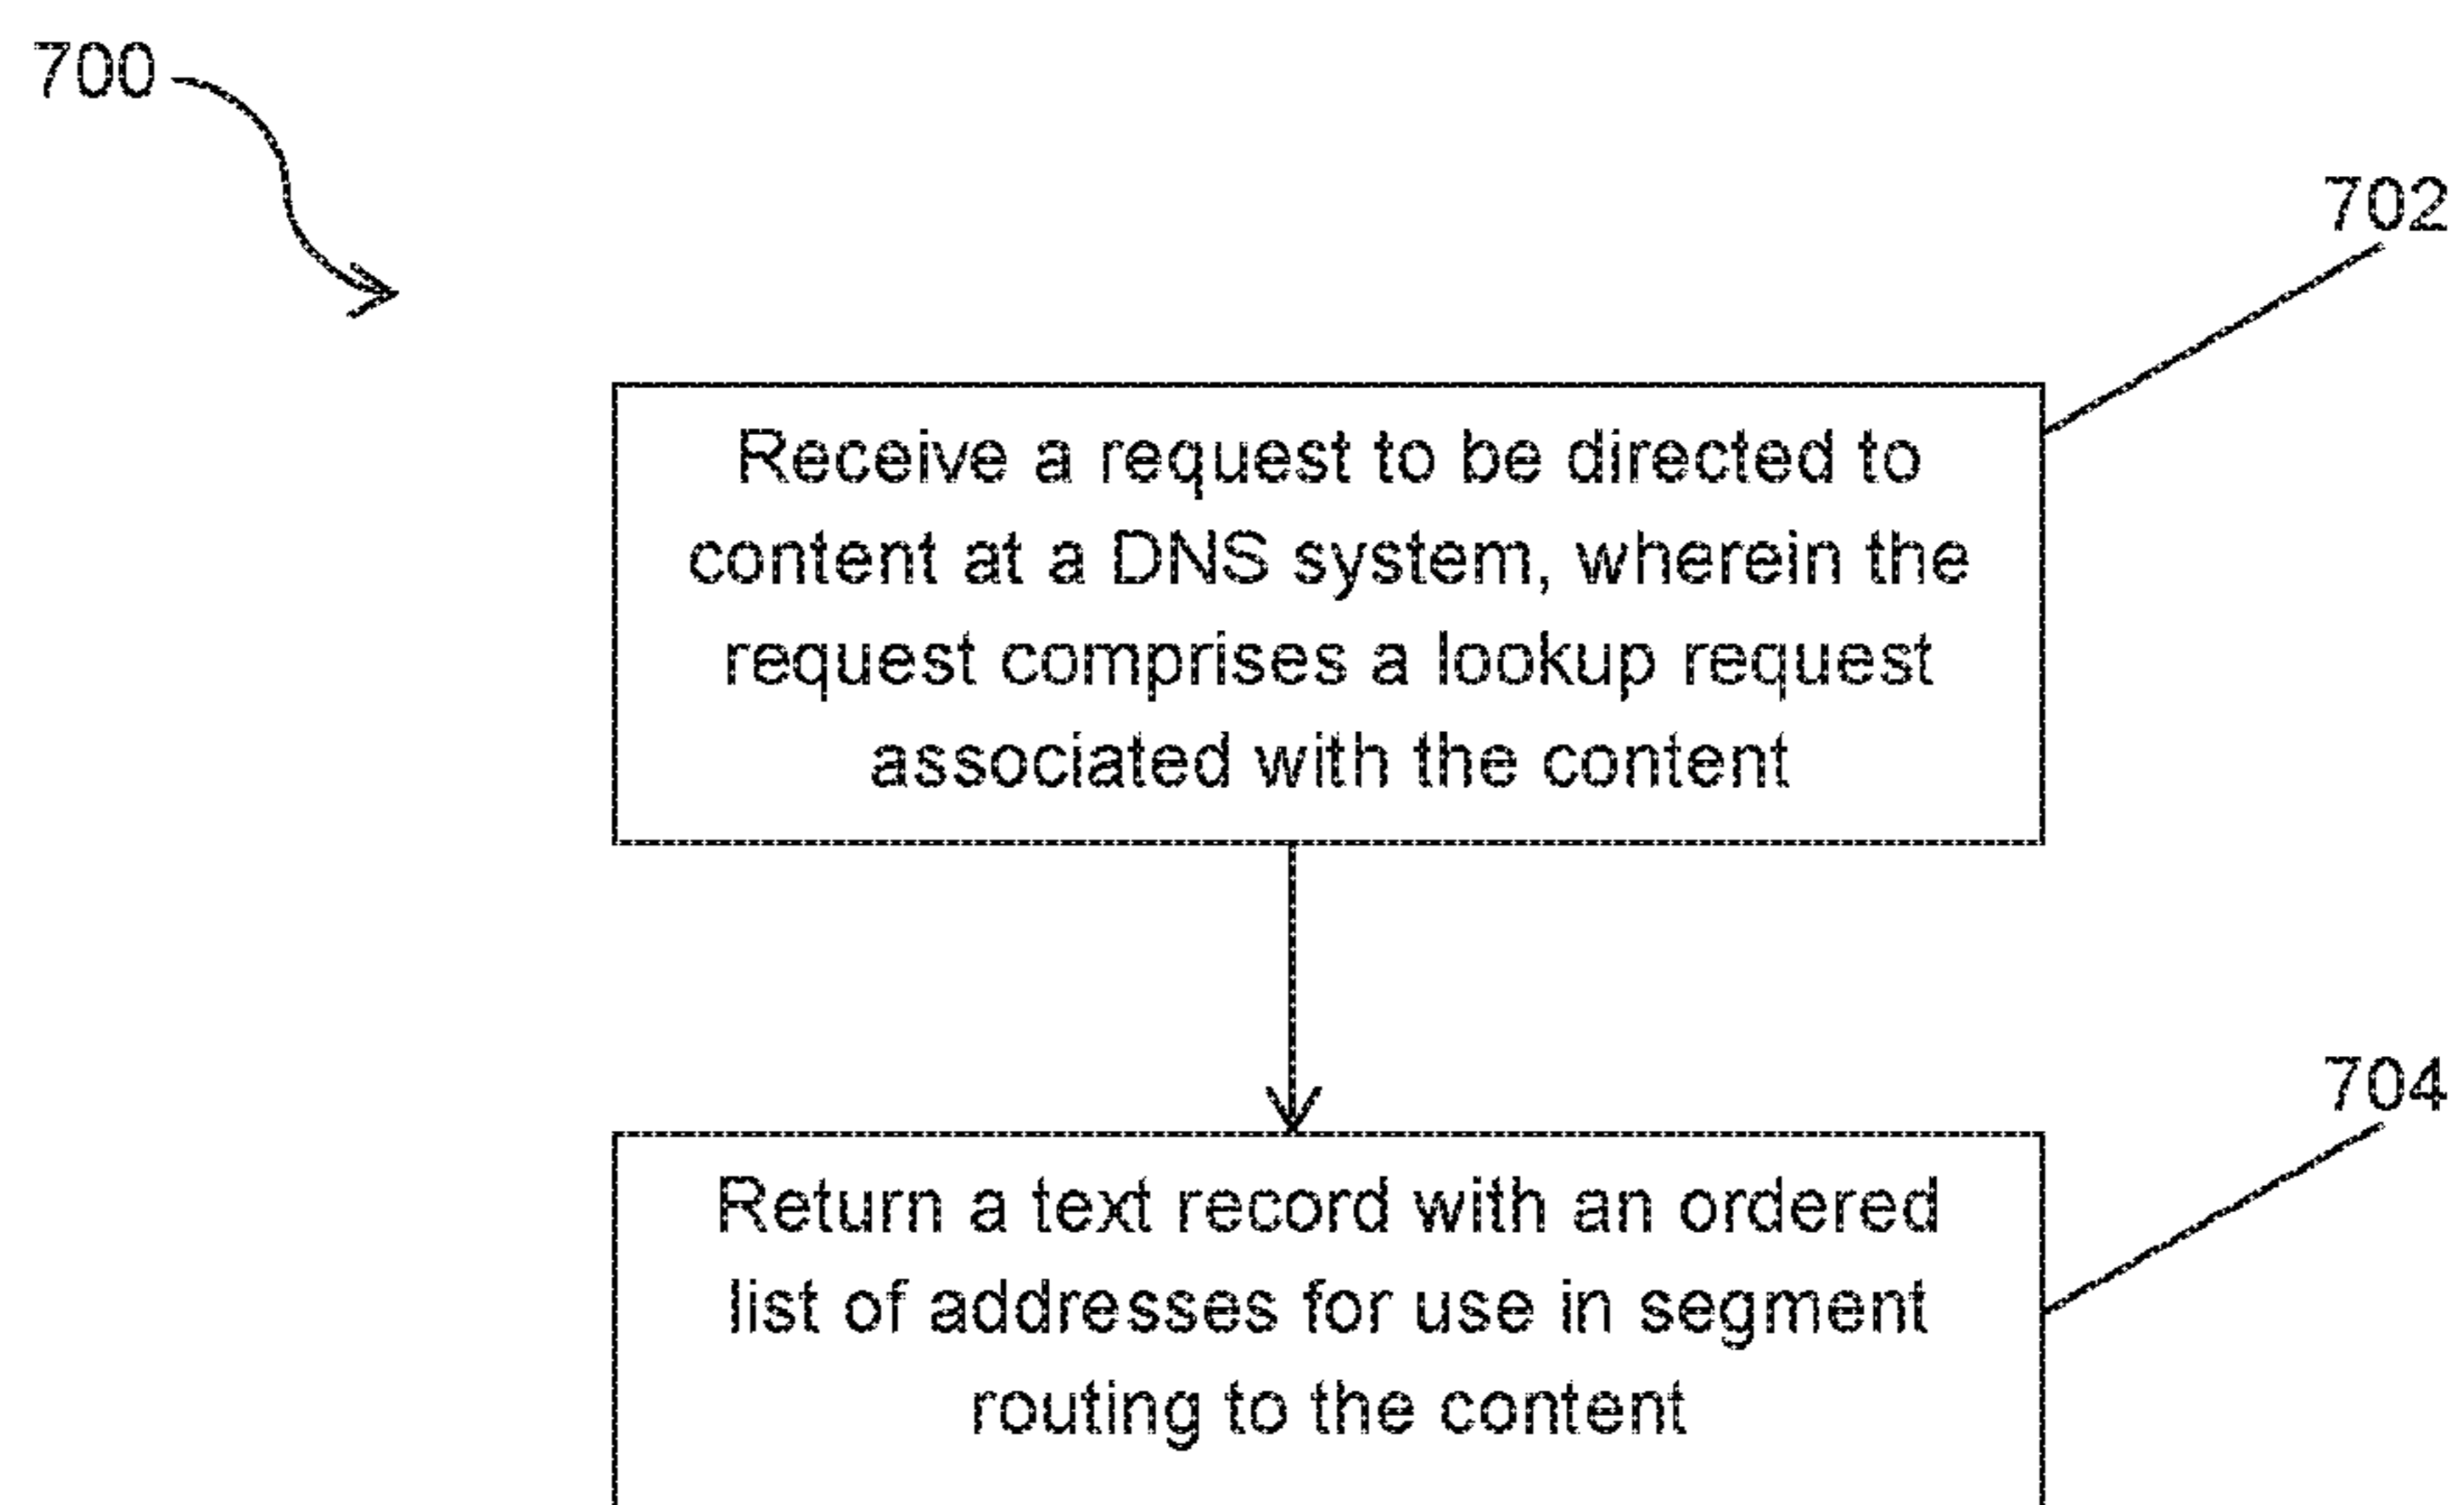 700
702
Receive a request to be directed to
content at a DNS system, wherein the
request comprises a lookup request
associated with the content
704
Return a text record with an ordered
list of addresses for use in segment
routing to the content